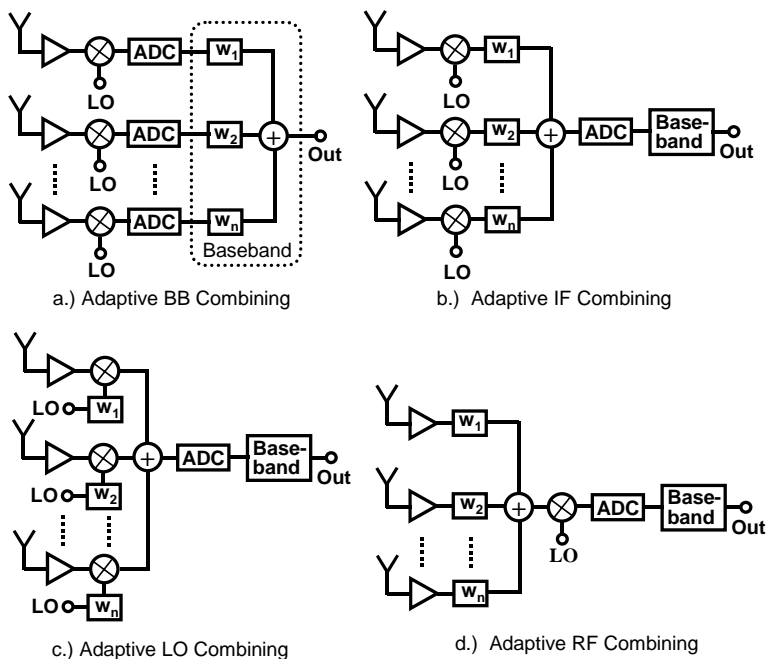 ADC
w1
LO
ADC
w2
Out
LO
ADC
wn
LO
Baseband
a.) Adaptive BB Combining
w1
LO
w2
ADC
Base-
band
Out
LO
wn
LO
b.) Adaptive IF Combining
LO
w1
ADC
Base-
band
Out
LO
w2
LO
wn
c.) Adaptive LO Combining
w1
w2
ADC
Base-
band
Out
LO
wn
d.) Adaptive RF Combining